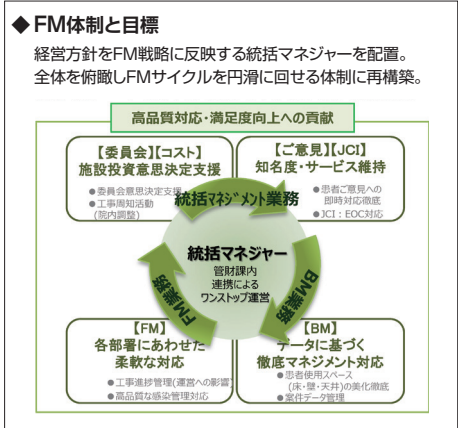 ◆ FM体制と目標
経営方針をFM戦略に反映する統括マネジャーを配置。
全体を俯瞰しFMサイクルを円滑に回せる体制に再構築。
高品質対応・満足度向上への貢献
【委員会】【コスト】
施設投資意思決定支援
●委員会意思決定支援
●工事周知活動
(院内調整)
【ご意見】【JCI】
知名度・サービス維持
●患者ご意見への
即時対応徹底
●JCI：EOC対応
統括マネジメント業務
統括マネジャー
管財課内
連携による
ワンストップ運営
FM業務
BM業務
【FM】
各部署にあわせた
柔軟な対応
●工事進捗管理(運営への影響)
●高品質な感染管理対応
【BM】
データに基づく
徹底マネジメント対応
●患者使用スペース
(床・壁・天井)の美化徹底
●案件データ管理